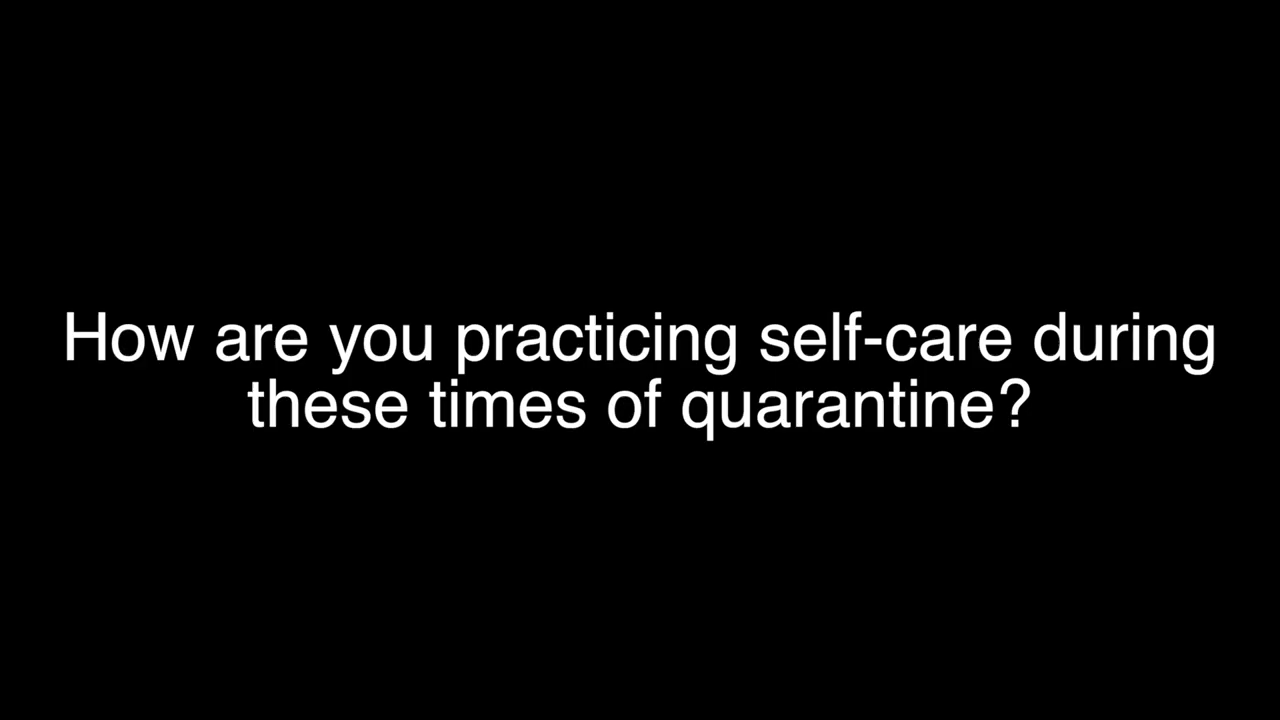 How are you practicing self-care during
these times of quarantine?